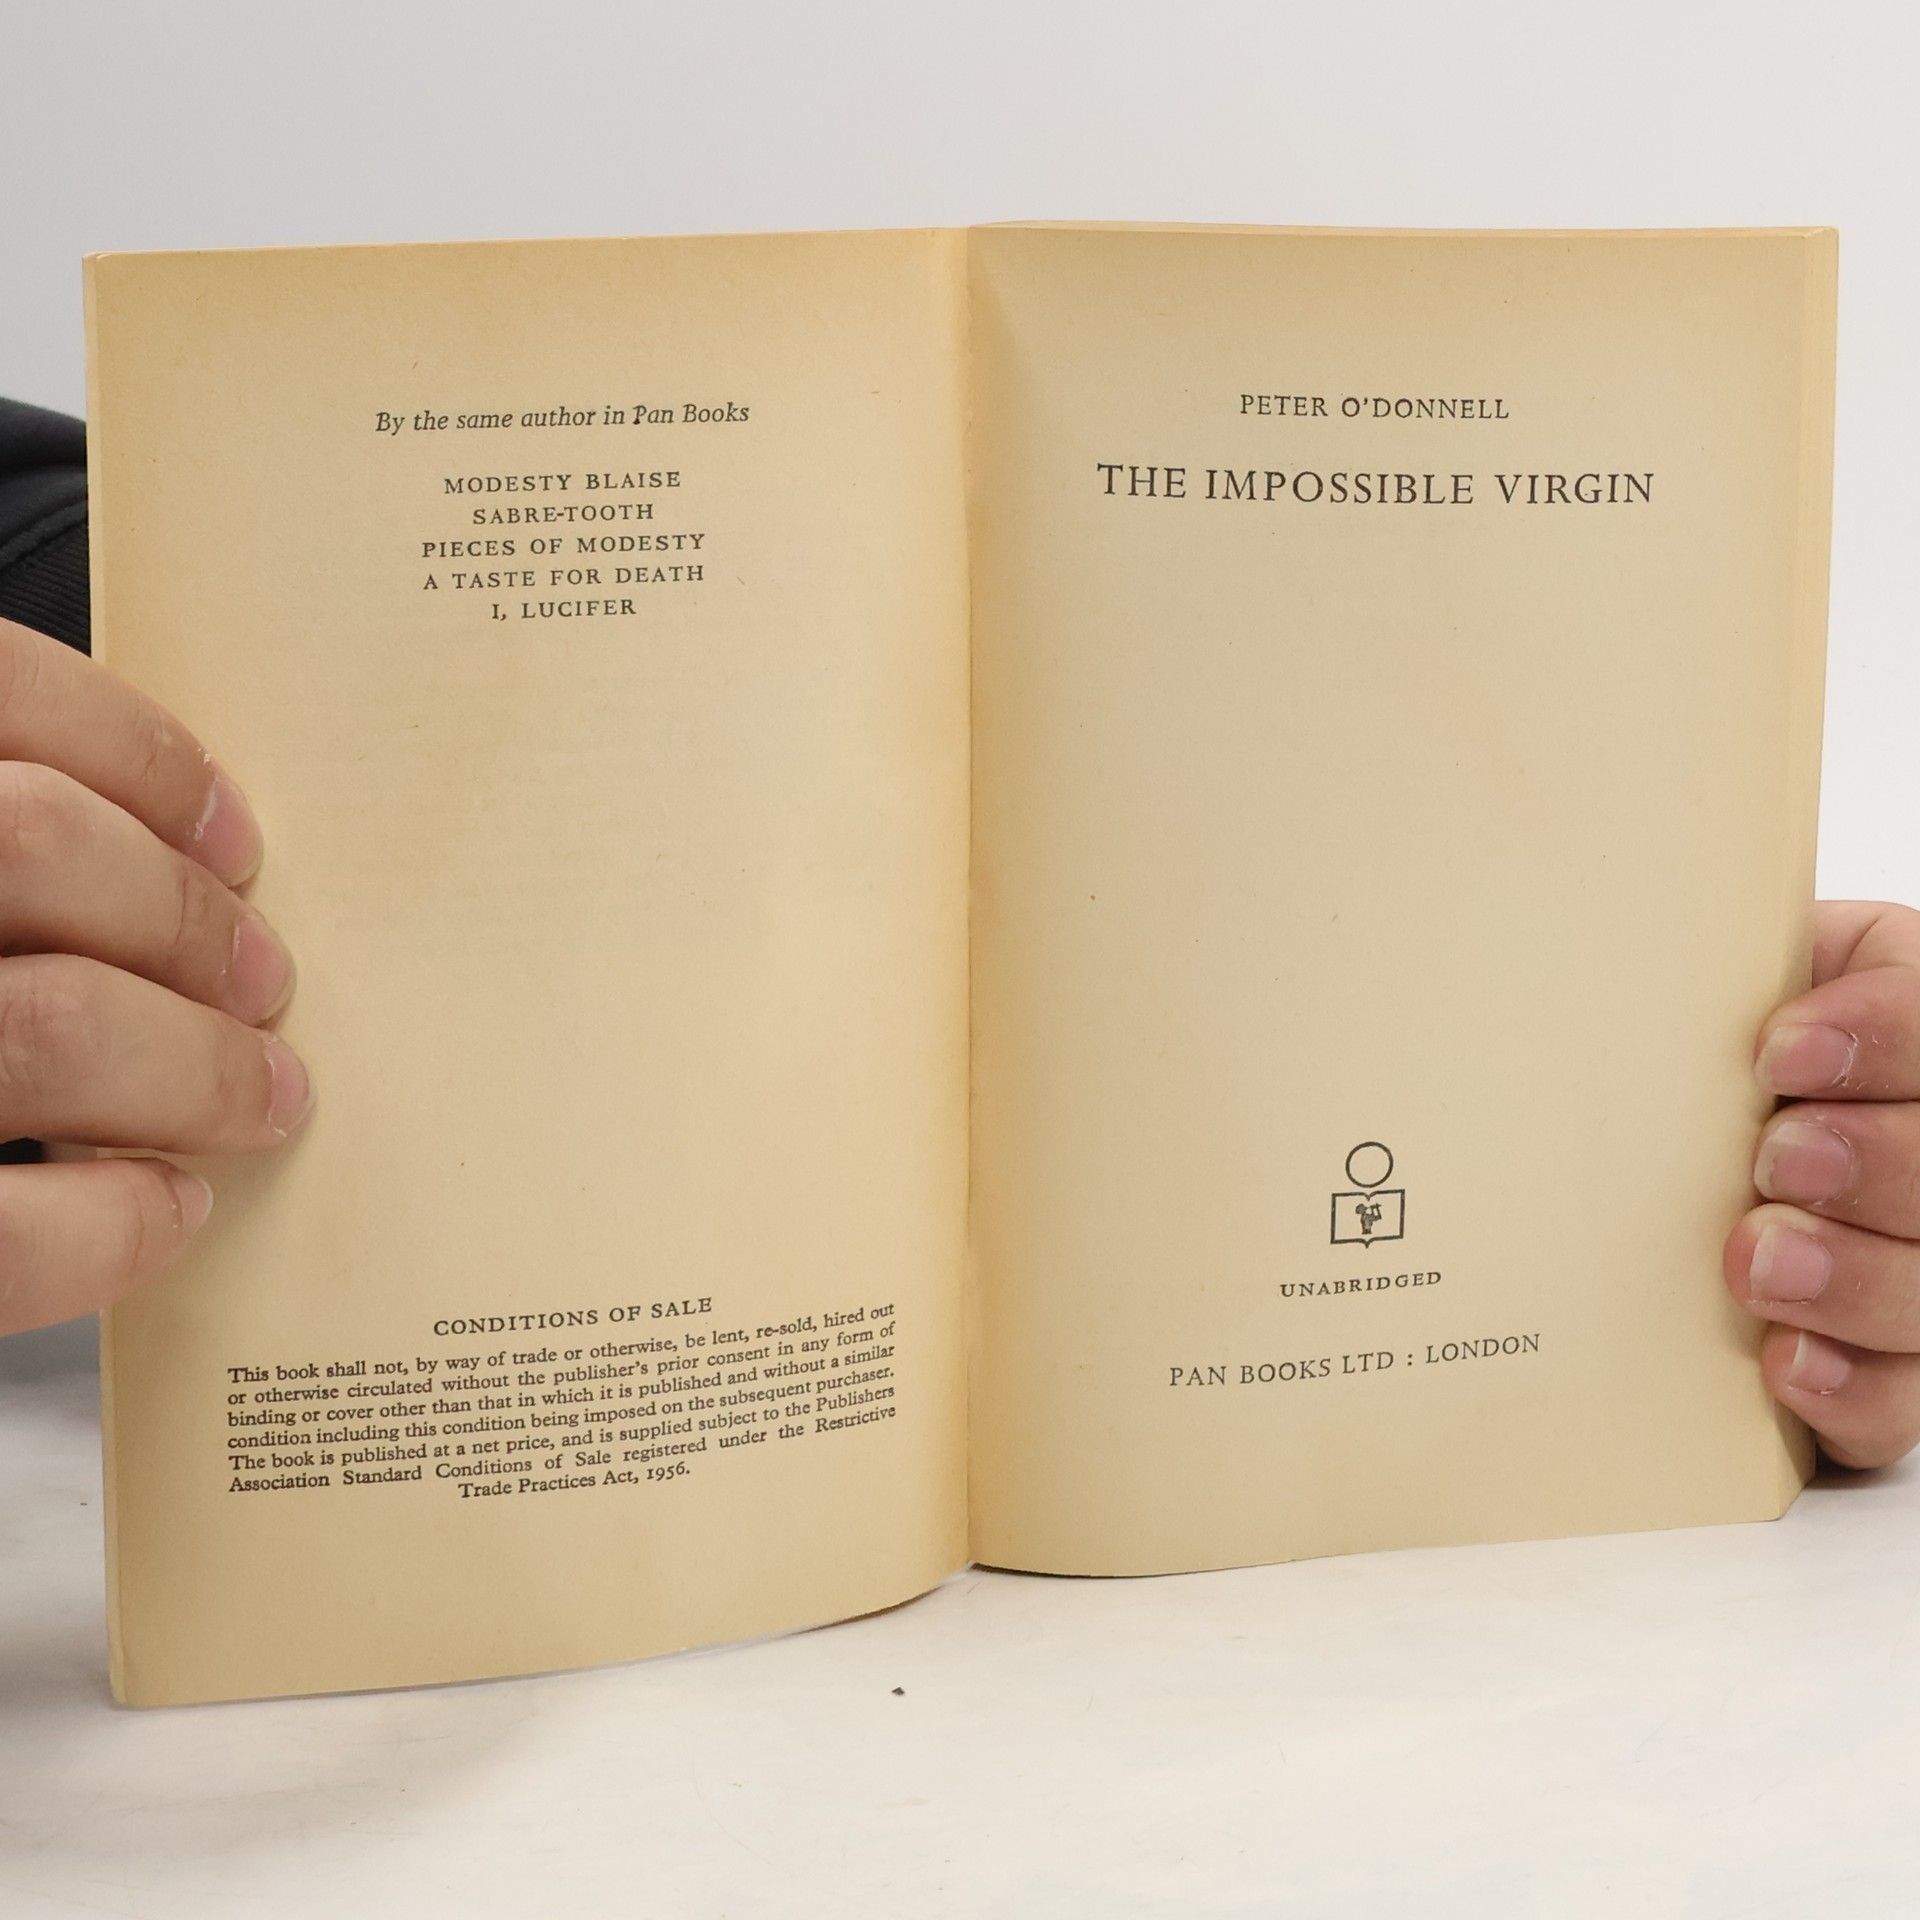 By the same author in Pan Books
MODESTY BLAISE
SABRE-TOOTH
PIECES OF MODESTY
A TASTE FOR DEATH
I, LUCIFER
CONDITIONS OF SALE
This book shall not, by way of trade or otherwise, be lent, re-sold, hired out
or otherwise circulated without the publisher's prior consent in any form of
binding or cover other than that in which it is published and without a similar
condition including this condition being imposed on the subsequent purchaser.
The book is published at a net price, and is supplied subject to the Publishers
Association Standard Conditions of Sale registered under the Restrictive
Trade Practices Act, 1956.
PETER O'DONNELL
THE IMPOSSIBLE VIRGIN
UNABRIDGED
PAN BOOKS LTD : LONDON